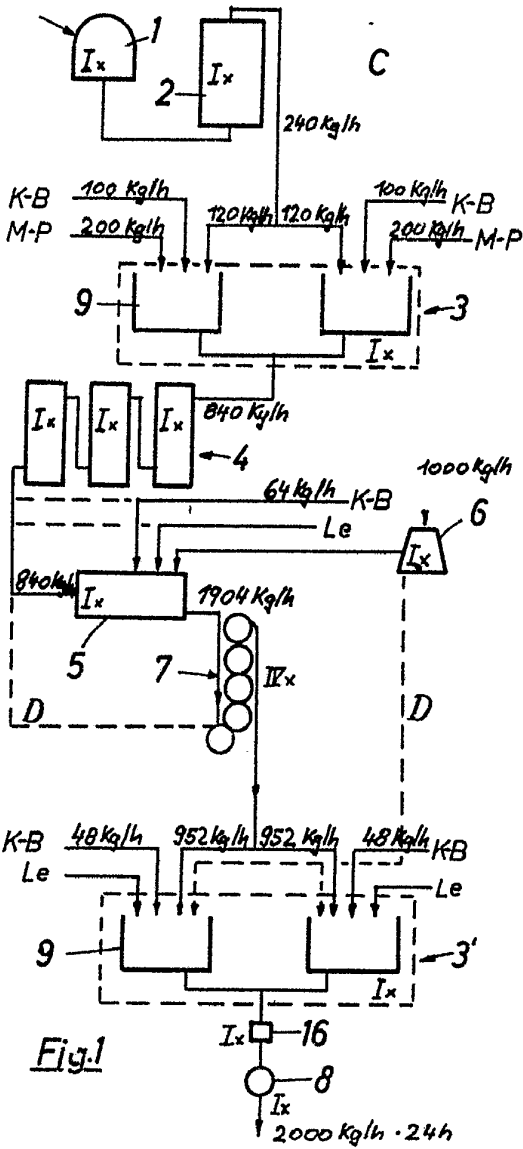 1
Ix
2
Ix
C
240 Kg/h
K-B 100 Kg/h 100 Kg/h K-B
M-P 200 Kg/h 120 Kg/h 120 Kg/h 200 Kg/h M-P
9 3
Ix
840 Kg/h
Ix Ix Ix
4
1000 Kg/h
64 Kg/h K-B
6
Le
Ix
840 Kg/h
Ix
1904 Kg/h
5
7
IVx
D D
K-B 48 Kg/h 952 Kg/h 952 Kg/h 48 Kg/h KB
Le Le
9 3'
Ix
Ix 16
Fig.1
8
Ix
2000 Kg/h · 24h